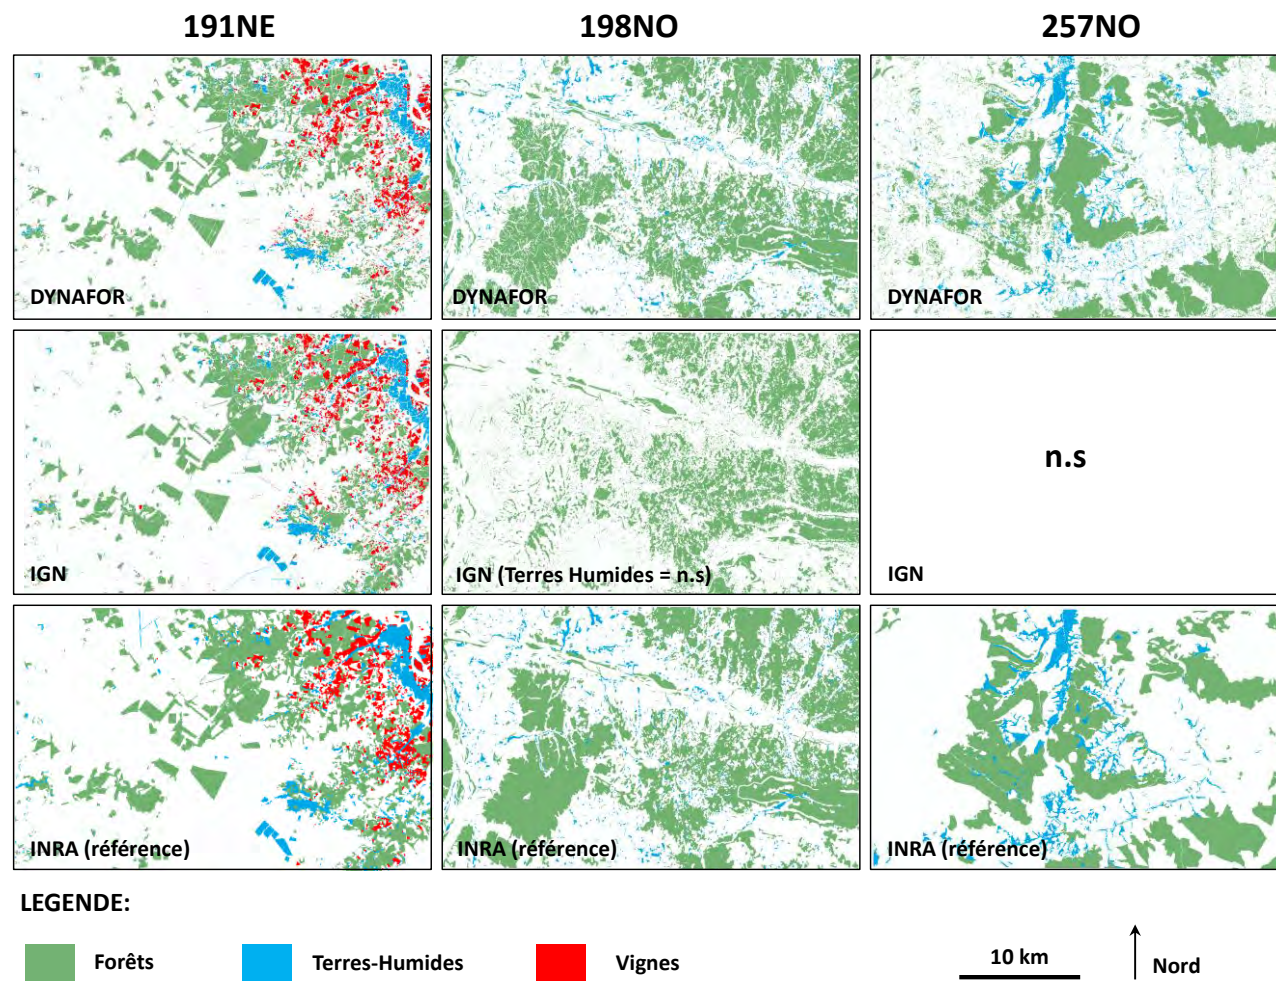 191NE 198NO 257NO
DYNAFOR DYNAFOR DYNAFOR
n.s
IGN IGN (Terres Humides = n.s) IGN
INRA (référence) INRA (référence) INRA (référence)
LEGENDE:
Forêts Terres-Humides Vignes 10 km Nord